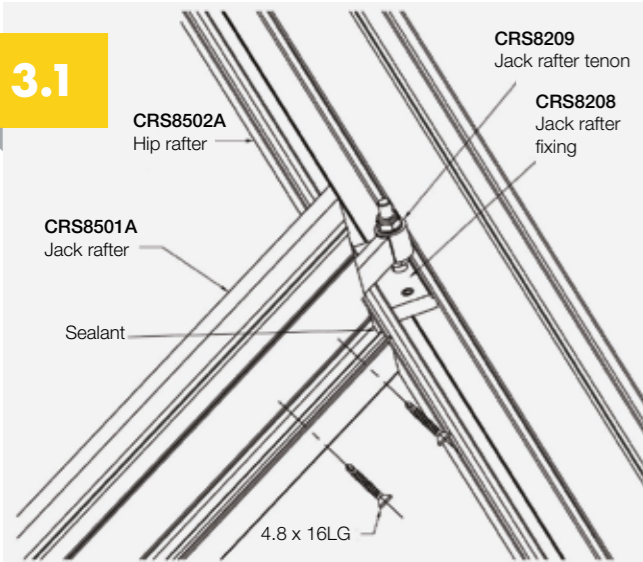 3.1
CRS8209
Jack rafter tenon
CRS8208
Jack rafter
fixing
CRS8502A
Hip rafter
CRS8501A
Jack rafter
Sealant
4.8 x 16LG